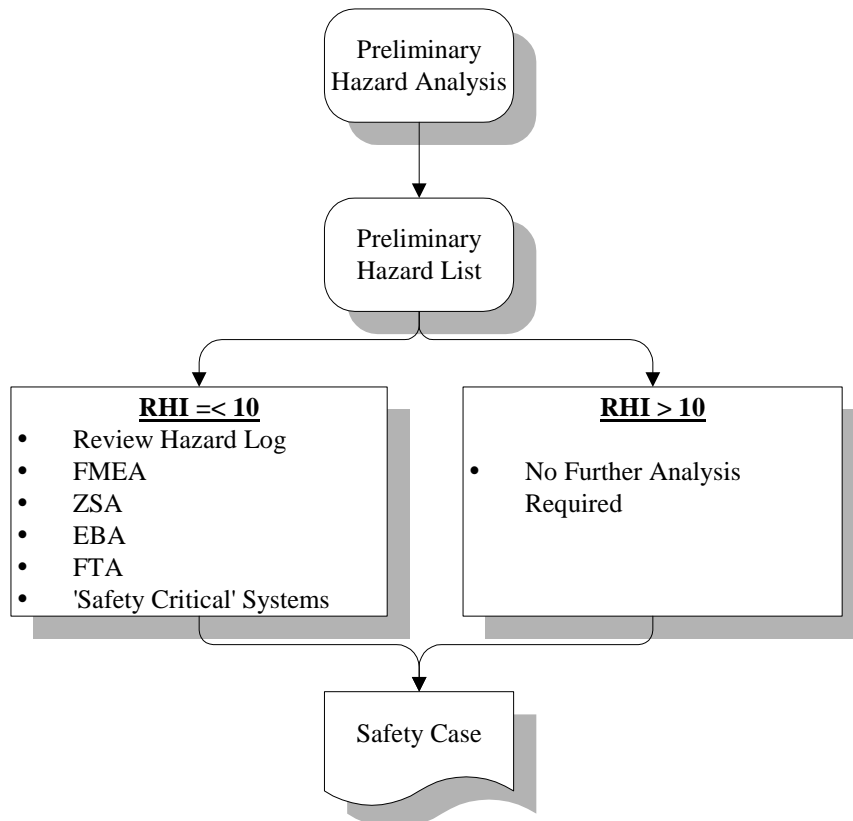 Preliminary
Hazard Analysis
Preliminary
Hazard List
RHI =< 10
• Review Hazard Log
• FMEA
• ZSA
• EBA
• FTA
• 'Safety Critical' Systems
RHI > 10
• No Further Analysis
Required
Safety Case